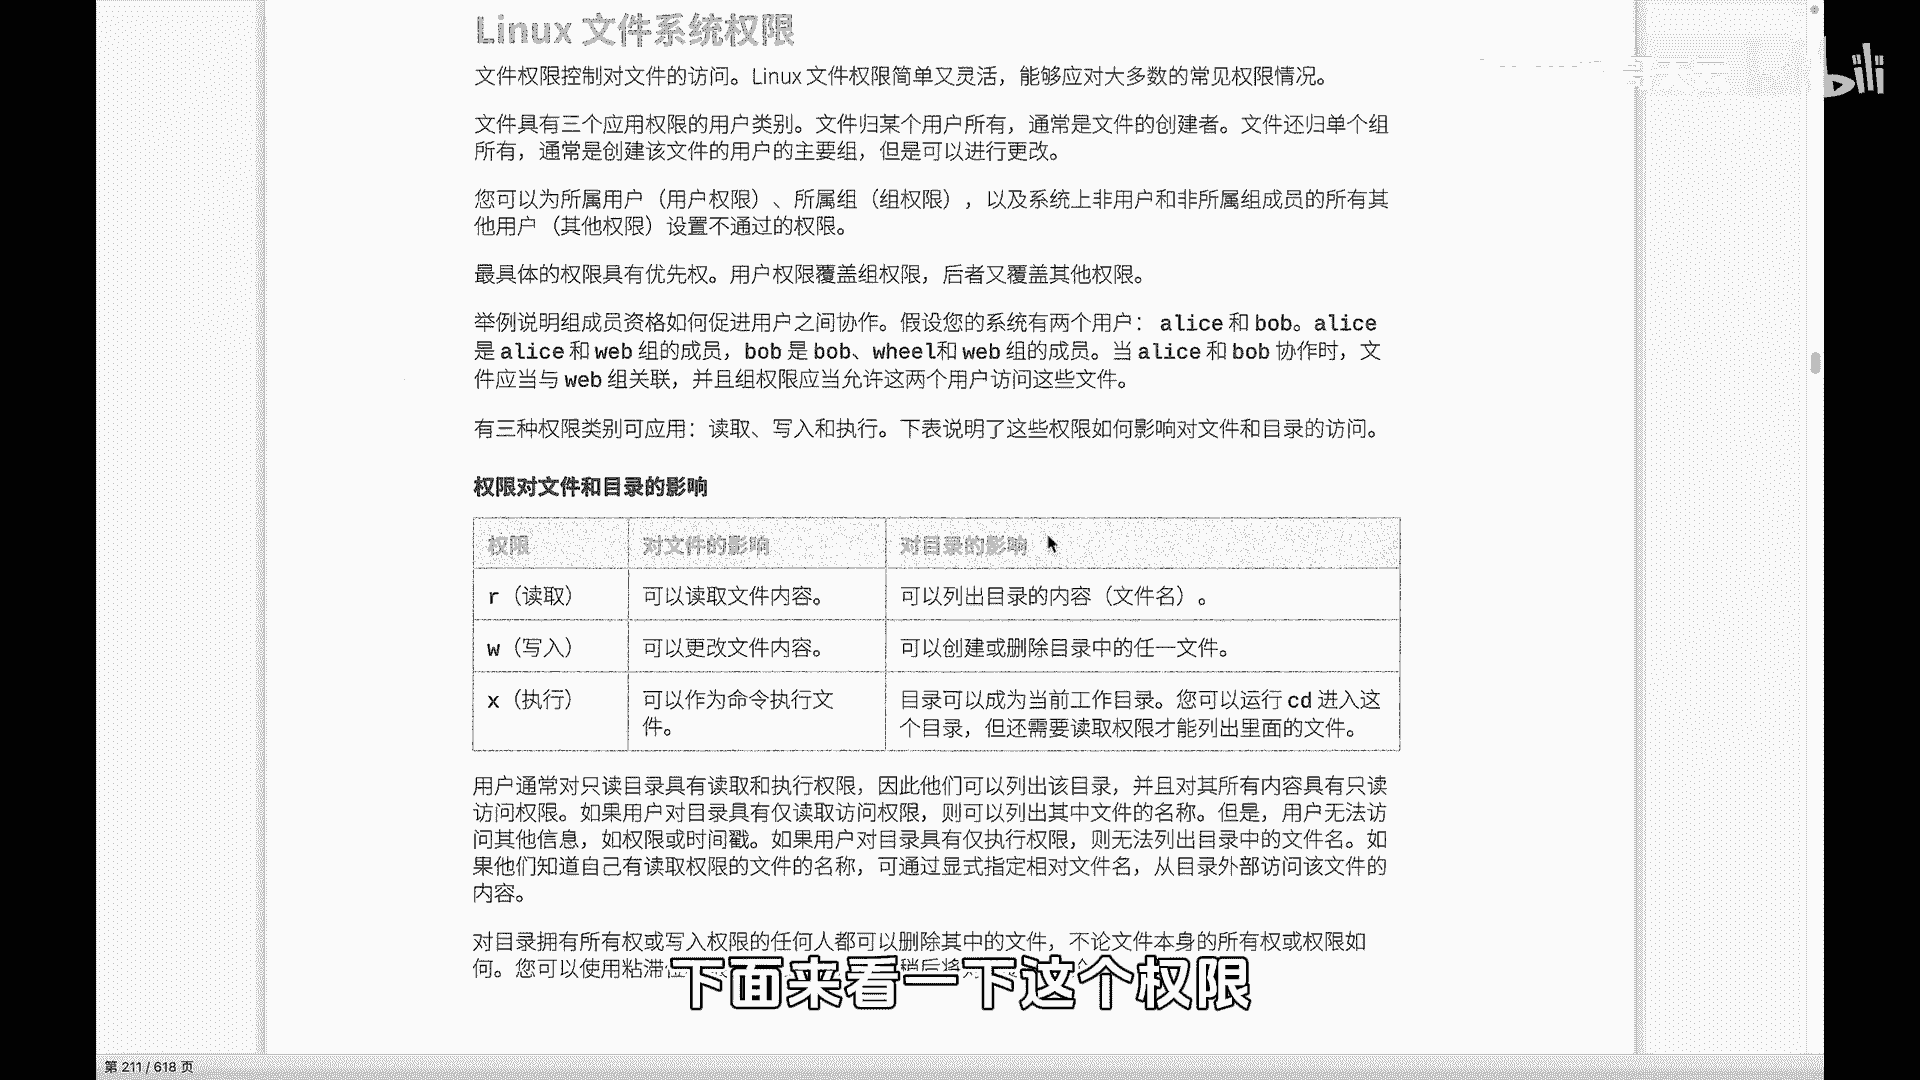 Linux 文件系统权限
文件权限控制对文件的访问。Linux 文件权限简单又灵活，能够应对大多数的常见权限情况。
文件具有三个应用权限的用户类别。文件归某个用户所有，通常是文件的创建者。文件还归单个组
所有，通常是创建该文件的用户的主要组，但是可以进行更改。
您可以为所属用户（用户权限）、所属组（组权限），以及系统上非用户和非所属组成员的所有其
他用户（其他权限）设置不通过的权限。
最具体的权限具有优先权。用户权限覆盖组权限，后者又覆盖其他权限。
举例说明组成员资格如何促进用户之间协作。假设您的系统有两个用户： alice 和 bob。alice
是 alice 和 web 组的成员，bob 是 bob、wheel和 web 组的成员。当 alice 和 bob 协作时，文
件应当与 web 组关联，并且组权限应当允许这两个用户访问这些文件。
有三种权限类别可应用：读取、写入和执行。下表说明了这些权限如何影响对文件和目录的访问。
权限对文件和目录的影响
权限 对文件的影响 对目录的影响
r（读取） 可以读取文件内容。 可以列出目录的内容（文件名）。
w（写入） 可以更改文件内容。 可以创建或删除目录中的任一文件。
x（执行） 可以作为命令执行文 目录可以成为当前工作目录。您可以运行 cd 进入这
件。 个目录，但还需要读取权限才能列出里面的文件。
用户通常对只读目录具有读取和执行权限，因此他们可以列出该目录，并且对其所有内容具有只读
访问权限。如果用户对目录具有仅读取访问权限，则可以列出其中文件的名称。但是，用户无法访
问其他信息，如权限或时间戳。如果用户对目录具有仅执行权限，则无法列出目录中的文件名。如
果他们知道自己有读取权限的文件的名称，可通过显式指定相对文件名，从目录外部访问该文件的
内容。
对目录拥有所有权或写入权限的任何人都可以删除其中的文件，不论文件本身的所有权或权限如
何。您可以使用粘滞
下面来看一下这个权限
第 211 / 618 页